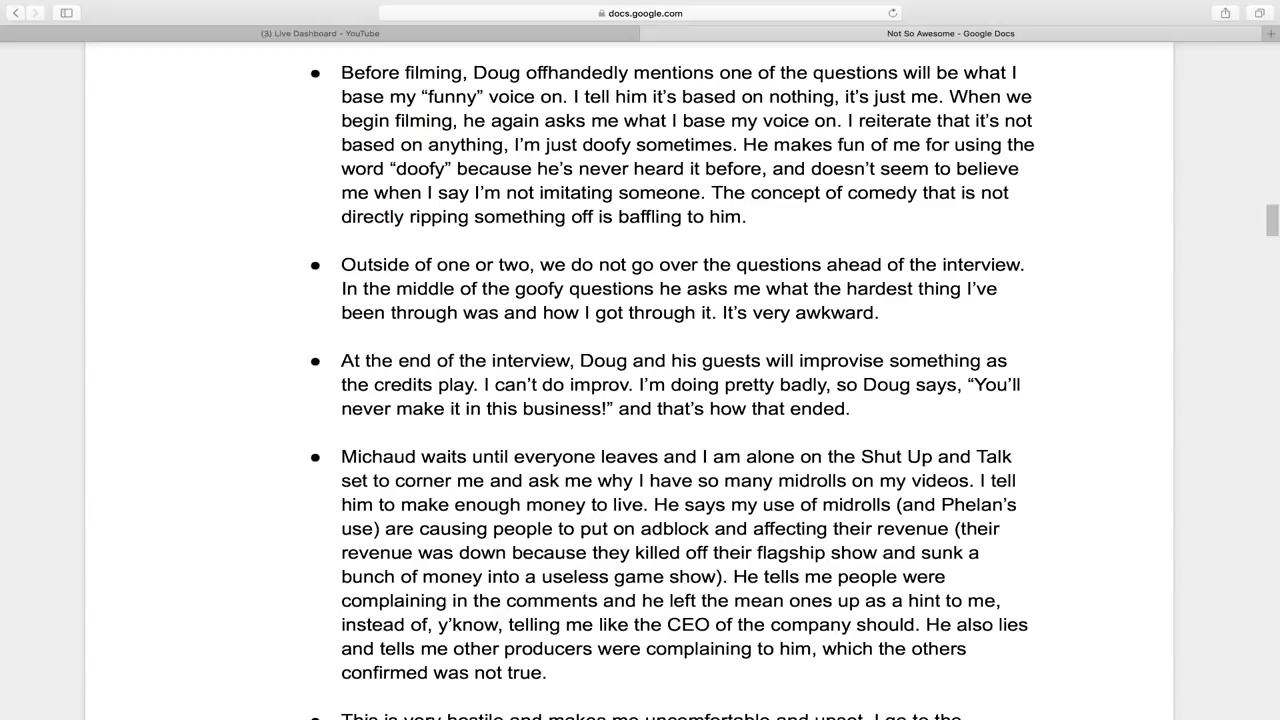 docs.google.com
(3) Live Dashboard - YouTube
Not So Awesome - Google Docs
● Before filming, Doug offhandedly mentions one of the questions will be what I
base my “funny” voice on. I tell him it’s based on nothing, it’s just me. When we
begin filming, he again asks me what I base my voice on. I reiterate that it’s not
based on anything, I’m just doofy sometimes. He makes fun of me for using the
word “doofy” because he’s never heard it before, and doesn’t seem to believe
me when I say I’m not imitating someone. The concept of comedy that is not
directly ripping something off is baffling to him.
● Outside of one or two, we do not go over the questions ahead of the interview.
In the middle of the goofy questions he asks me what the hardest thing I’ve
been through was and how I got through it. It’s very awkward.
● At the end of the interview, Doug and his guests will improvise something as
the credits play. I can’t do improv. I’m doing pretty badly, so Doug says, “You’ll
never make it in this business!” and that’s how that ended.
● Michaud waits until everyone leaves and I am alone on the Shut Up and Talk
set to corner me and ask me why I have so many midrolls on my videos. I tell
him to make enough money to live. He says my use of midrolls (and Phelan’s
use) are causing people to put on adblock and affecting their revenue (their
revenue was down because they killed off their flagship show and sunk a
bunch of money into a useless game show). He tells me people were
complaining in the comments and he left the mean ones up as a hint to me,
instead of, y’know, telling me like the CEO of the company should. He also lies
and tells me other producers were complaining to him, which the others
confirmed was not true.
● This is very hostile and makes me uncomfortable and upset. I go to the